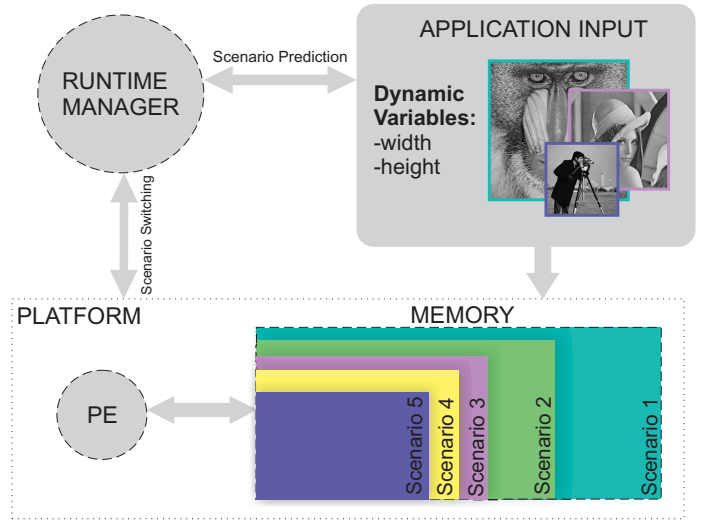 APPLICATION INPUT
Scenario Prediction
RUNTIME
MANAGER
Dynamic
Variables:
-width
-height
Scenario Switching
PLATFORM
MEMORY
PE
Scenario 5
Scenario 4
Scenario 3
Scenario 2
Scenario 1